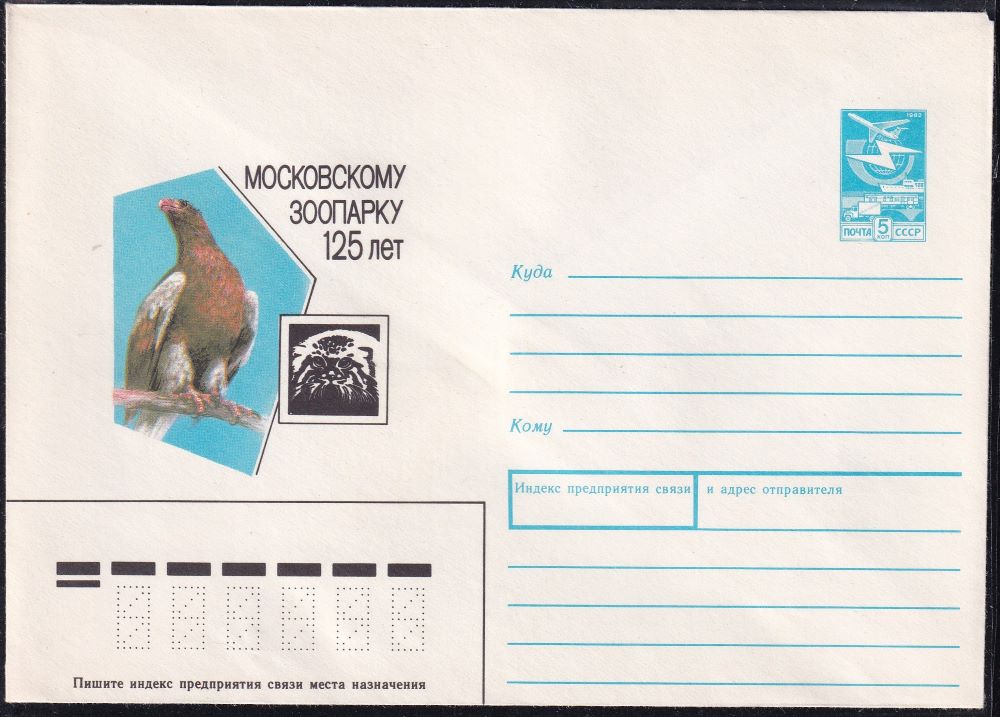 МОСКОВСКОМУ
ЗООПАРКУ
125 лет
1982
ПОЧТА 5 КОП СССР
Куда
Кому
Индекс предприятия связи и адрес отправителя
Пишите индекс предприятия связи места назначения